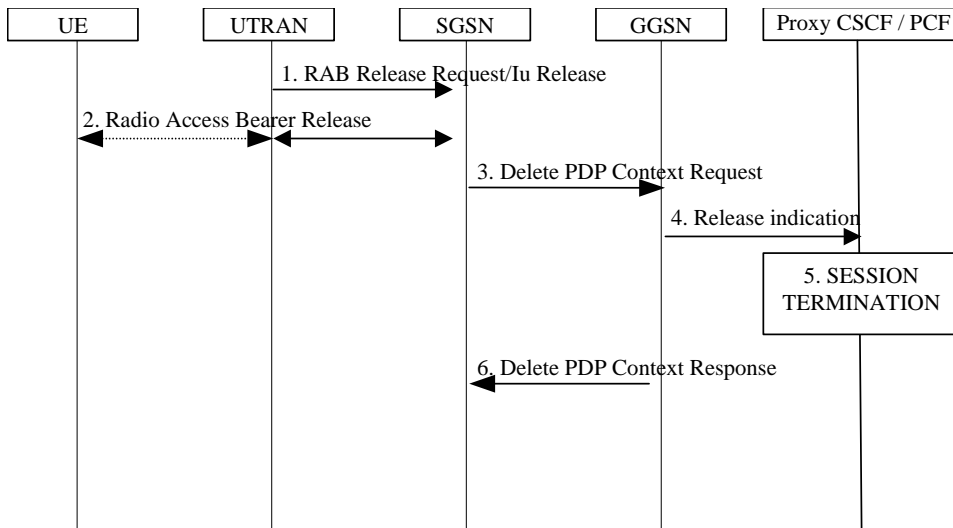 UE
UTRAN
SGSN
GGSN
Proxy CSCF / PCF
1. RAB Release Request/Iu Release
2. Radio Access Bearer Release
3. Delete PDP Context Request
4. Release indication
5. SESSION
TERMINATION
6. Delete PDP Context Response